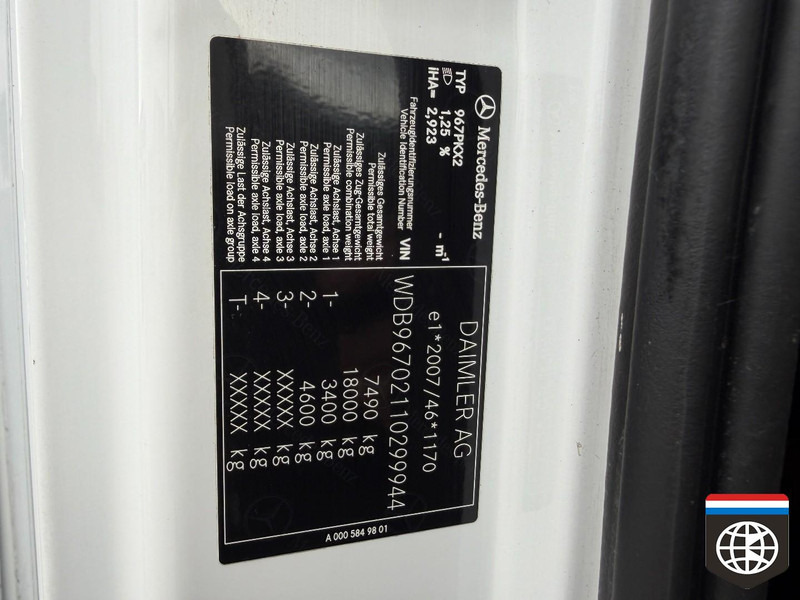 Mercedes-Benz
TYP 967PKX2
1,25 % - m⁻¹
iHA= 2,923
DAIMLER AG
e1*2007/46*1170
Fahrzeugidentifizierungsnummer
Vehicle Identification Number VIN WDB9670211O299944
Zulässiges Gesamtgewicht
Permissible total weight 7490 kg
Zulässiges Zug-Gesamtgewicht
Permissible combination weight 18000 kg
Zulässige Achslast, Achse 1
Permissible axle load, axle 1 1- 3400 kg
Zulässige Achslast, Achse 2
Permissible axle load, axle 2 2- 4600 kg
Zulässige Achslast, Achse 3
Permissible axle load, axle 3 3- XXXXX kg
Zulässige Achslast, Achse 4
Permissible axle load, axle 4 4- XXXXX kg
Zulässige Last der Achsgruppe
Permissible load on axle group T- XXXXX kg
A 000 584 98 01